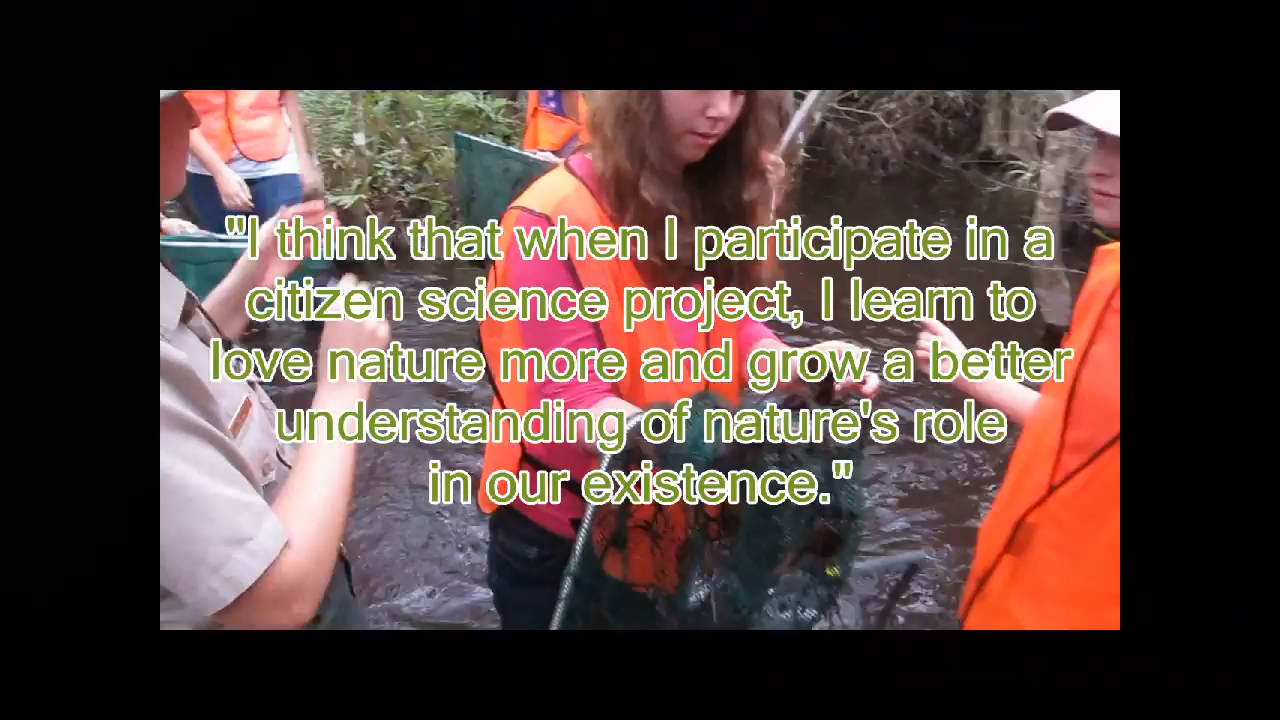 "I think that when I participate in a
citizen science project, I learn to
love nature more and grow a better
understanding of nature's role
in our existence."